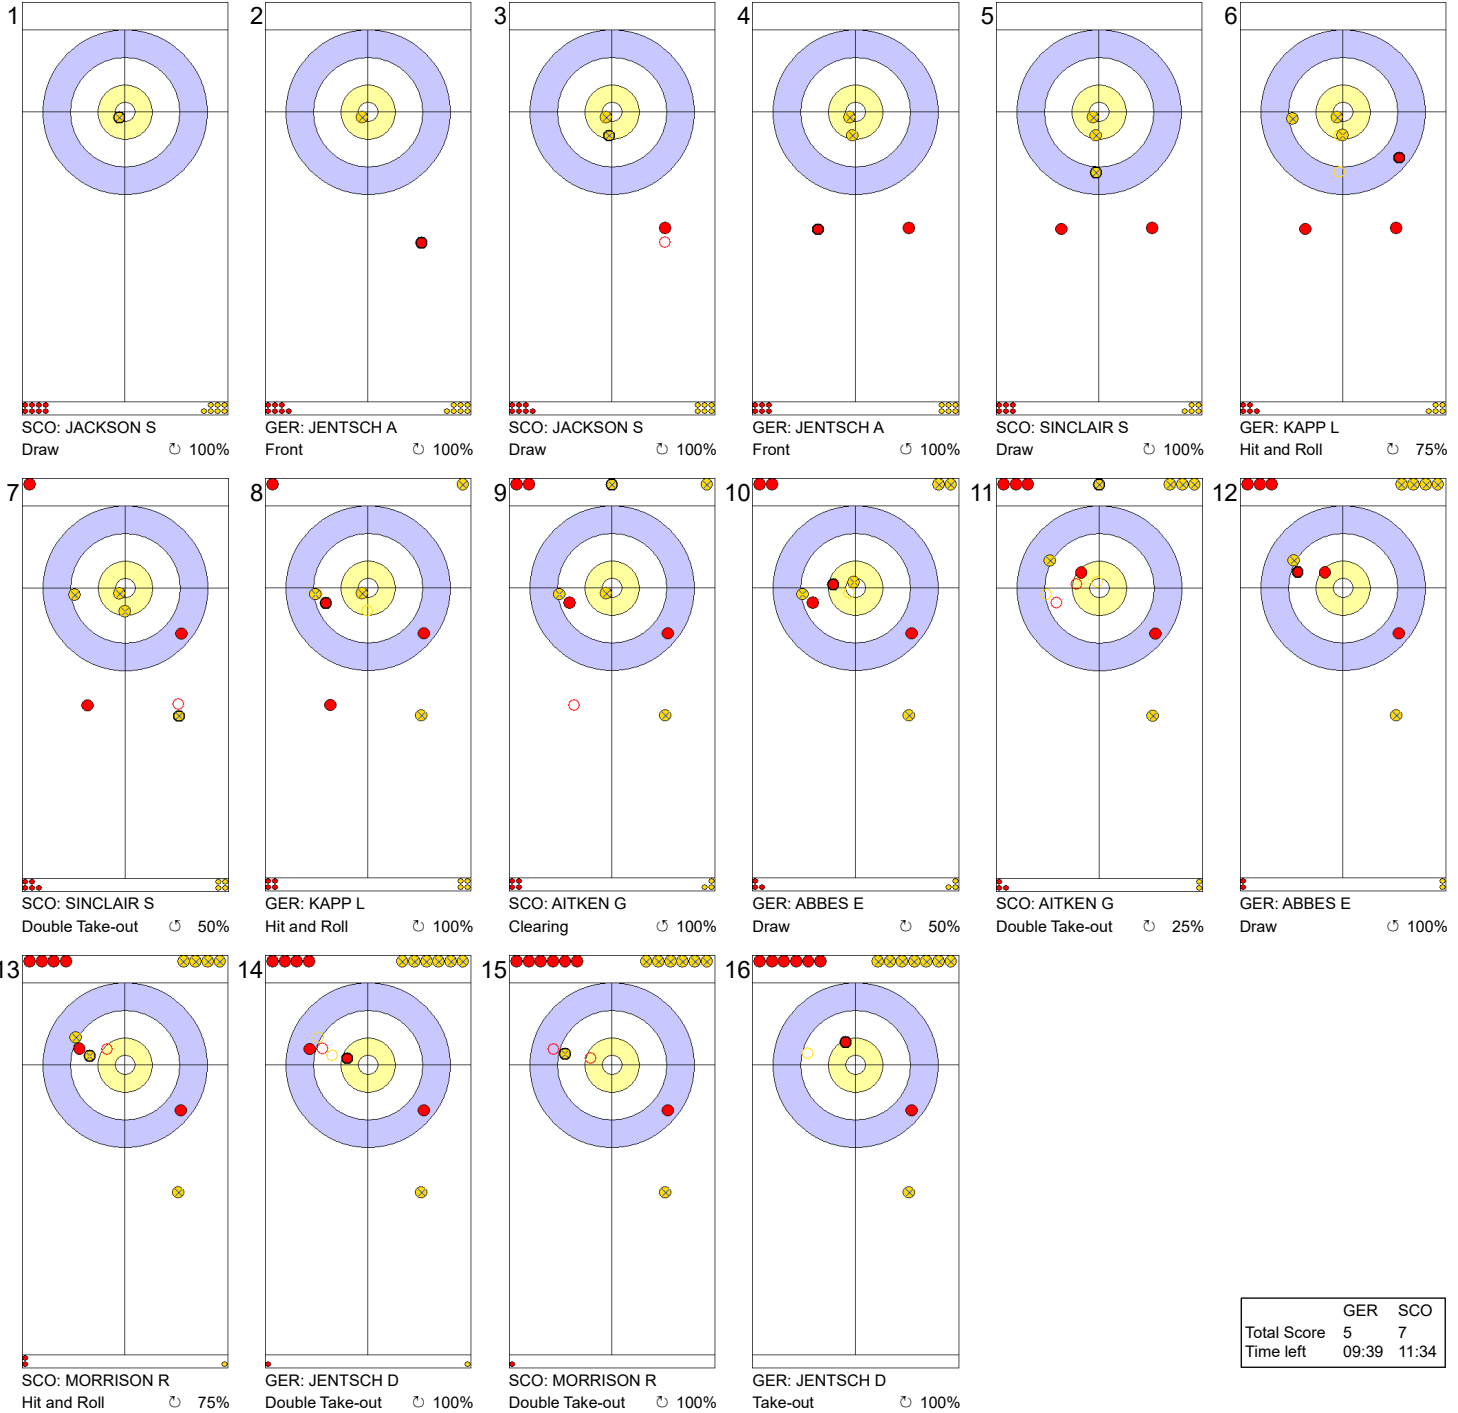 1 2 3 4 5 6
SCO: JACKSON S GER: JENTSCH A SCO: JACKSON S GER: JENTSCH A SCO: SINCLAIR S GER: KAPP L
Draw ↻ 100% Front ↻ 100% Draw ↻ 100% Front ↻ 100% Draw ↻ 100% Hit and Roll ↻ 75%
7 8 9 10 11 12
SCO: SINCLAIR S GER: KAPP L SCO: AITKEN G GER: ABBES E SCO: AITKEN G GER: ABBES E
Double Take-out ↺ 50% Hit and Roll ↻ 100% Clearing ↻ 100% Draw ↺ 50% Double Take-out ↺ 25% Draw ↺ 100%
13 14 15 16
SCO: MORRISON R GER: JENTSCH D SCO: MORRISON R GER: JENTSCH D
Hit and Roll ↻ 75% Double Take-out ↻ 100% Double Take-out ↻ 100% Take-out ↻ 100%
GER SCO
Total Score 5 7
Time left 09:39 11:34